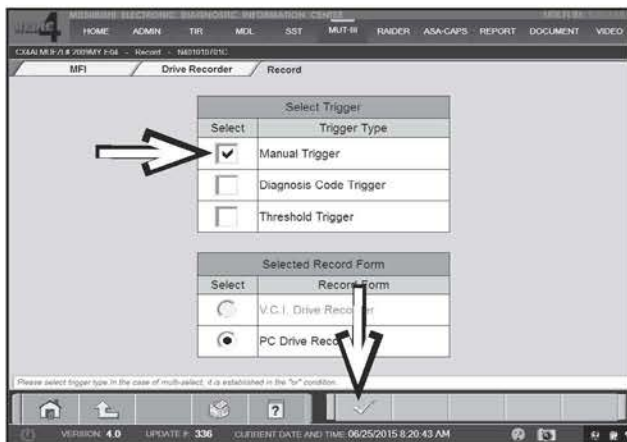 MITSUBISHI ELECTRONIC DIAGNOSTIC INFORMATION CENTER
HOME ADMIN TIR MDL SST MUT-III RAIDER ASA-CAPS REPORT DOCUMENT VIDEO
Record
MFI Drive Recorder Record
Select Trigger
Select Trigger Type
Manual Trigger
Diagnosis Code Trigger
Threshold Trigger
Selected Record Form
Select Record Form
V.C.I. Drive
PC Drive
Please select trigger type. In the case of multi-select, it is established in the "or" condition.
?
VERSION: 4.0 UPDATE #: 336 CURRENT DATE AND TIME: 06/25/2015 8:20:43 AM